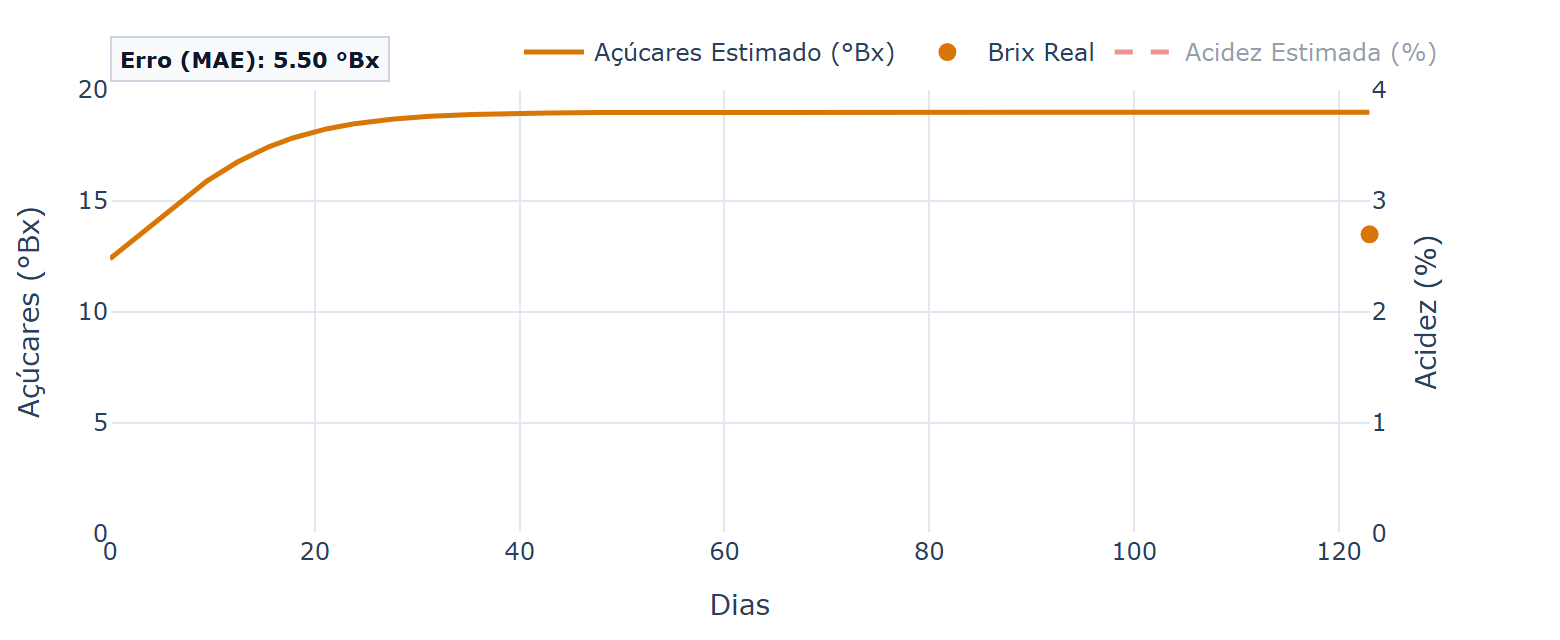 Erro (MAE): 5.50 ºBx
Açúcares Estimado (°Bx)
Brix Real
Acidez Estimada (%)
20
15
10
5
0
Açúcares (°Bx)
4
3
2
1
0
Acidez (%)
0
20
40
60
80
100
120
Dias